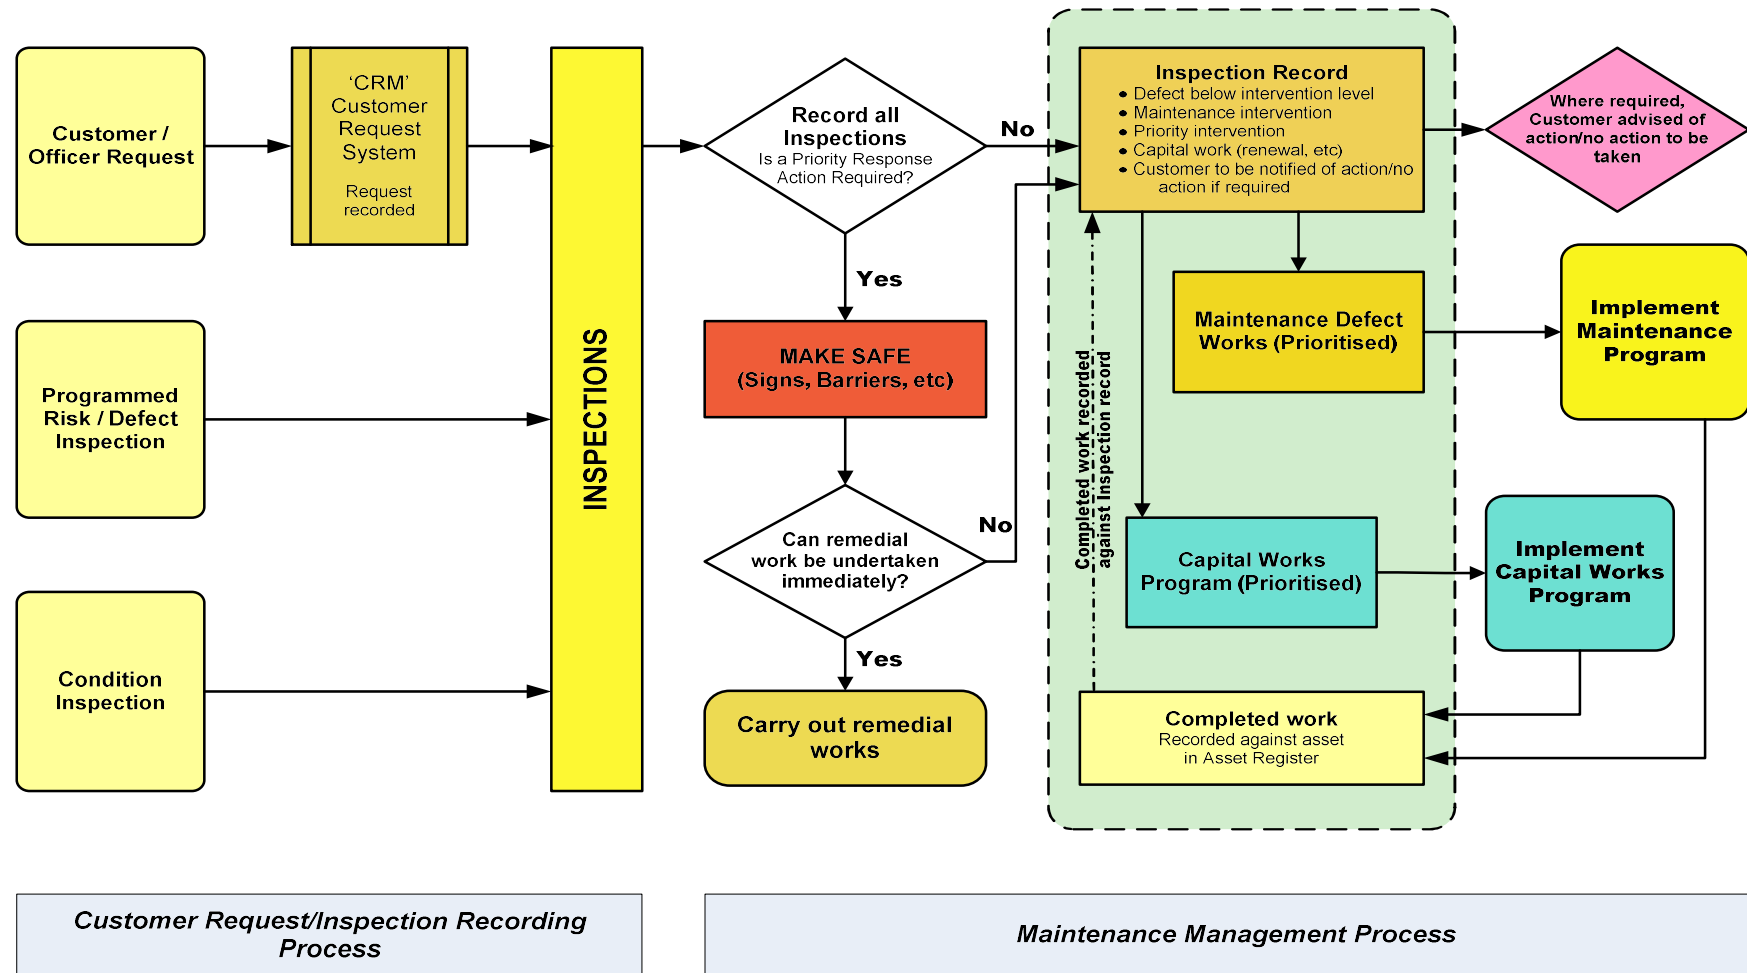 Customer /
Officer Request
‘CRM’
Customer
Request
System
Request
recorded
Programmed
Risk / Defect
Inspection
Condition
Inspection
INSPECTIONS
Record all
Inspections
Is a Priority Response
Action Required?
No
Yes
MAKE SAFE
(Signs, Barriers, etc)
Can remedial
work be undertaken
immediately?
No
Yes
Carry out remedial
works
Inspection Record
• Defect below intervention level
• Maintenance intervention
• Priority intervention
• Capital work (renewal, etc)
• Customer to be notified of action/no
action if required
Where required,
Customer advised of
action/no action to be
taken
Maintenance Defect
Works (Prioritised)
Implement
Maintenance
Program
Completed work recorded
against Inspection record
Capital Works
Program (Prioritised)
Implement
Capital Works
Program
Completed work
Recorded against asset
in Asset Register
Customer Request/Inspection Recording
Process
Maintenance Management Process